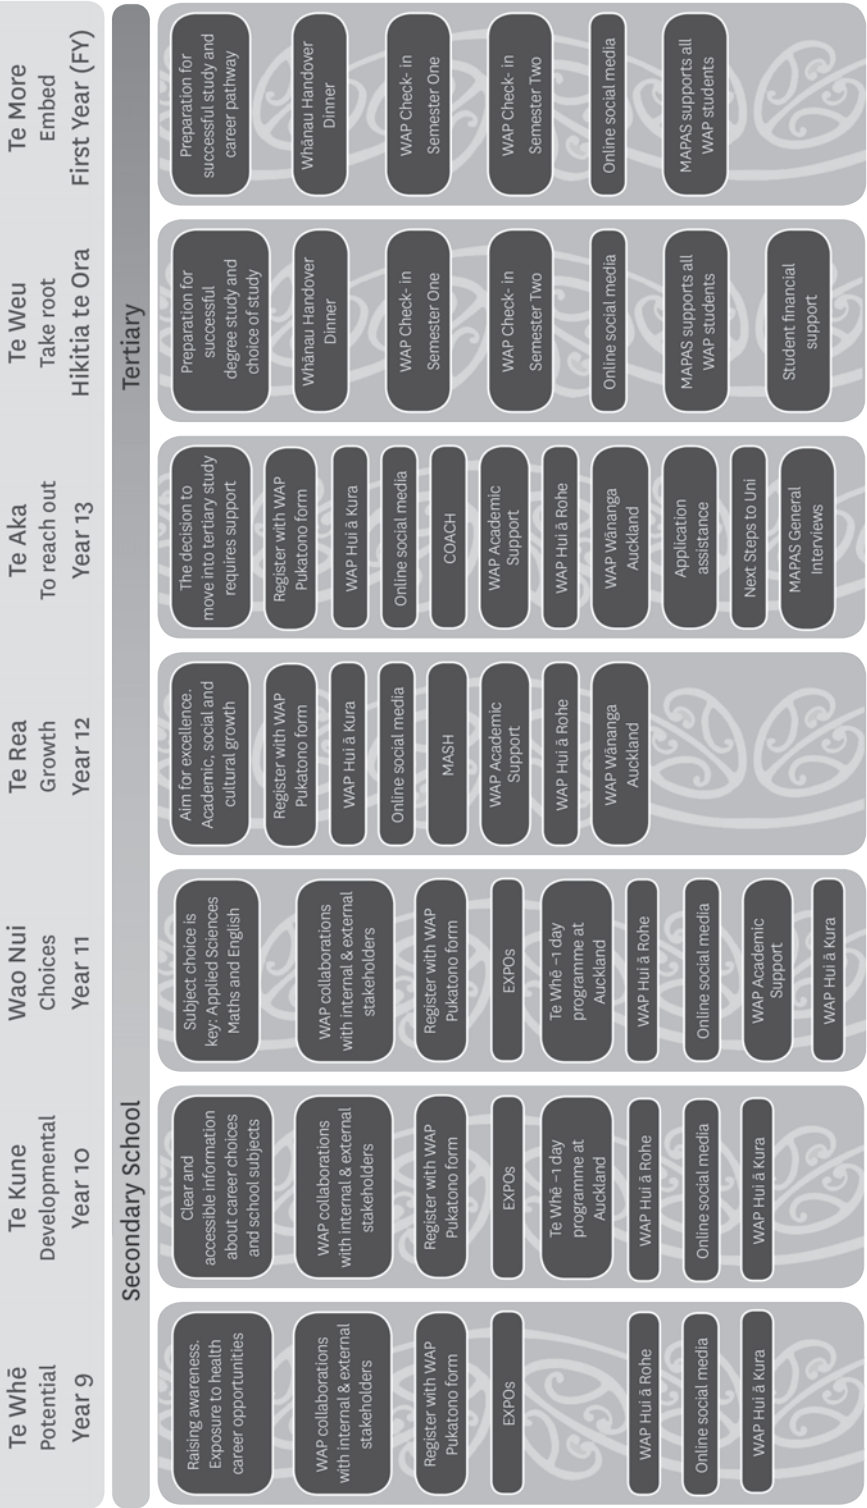 Te Whē
Potential
Year 9
Te Kune
Developmental
Year 10
Wao Nui
Choices
Year 11
Te Rea
Growth
Year 12
Te Aka
To reach out
Year 13
Te Weu
Take root
Hikitia te Ora
Te More
Embed
First Year (FY)
Secondary School
Tertiary
Raising awareness.
Exposure to health
career opportunities
WAP collaborations
with internal & external
stakeholders
Register with WAP
Pukatono form
EXPOs
WAP Hui ā Rohe
Online social media
WAP Hui ā Kura
Clear and
accessible information
about career choices
and school subjects
WAP collaborations
with internal & external
stakeholders
Register with WAP
Pukatono form
EXPOs
Te Whē –1 day
programme at
Auckland
WAP Hui ā Rohe
Online social media
WAP Hui ā Kura
Subject choice is
key: Applied Sciences
Maths and English
WAP collaborations
with internal & external
stakeholders
Register with WAP
Pukatono form
EXPOs
Te Whē –1 day
programme at
Auckland
WAP Hui ā Rohe
Online social media
WAP Academic
Support
WAP Hui ā Kura
Aim for excellence.
Academic, social and
cultural growth
Register with WAP
Pukatono form
WAP Hui ā Kura
Online social media
MASH
WAP Academic
Support
WAP Hui ā Rohe
WAP Wānanga
Auckland
The decision to
move into tertiary study
requires support
Register with WAP
Pukatono form
WAP Hui ā Kura
Online social media
COACH
WAP Academic
Support
WAP Hui ā Rohe
WAP Wānanga
Auckland
Application
assistance
Next Steps to Uni
MAPAS General
Interviews
Preparation for
successful
degree study and
choice of study
Whānau Handover
Dinner
WAP Check- in
Semester One
WAP Check- in
Semester Two
Online social media
MAPAS supports all
WAP students
Student financial
support
Preparation for
successful study and
career pathway
Whānau Handover
Dinner
WAP Check- in
Semester One
WAP Check- in
Semester Two
Online social media
MAPAS supports all
WAP students